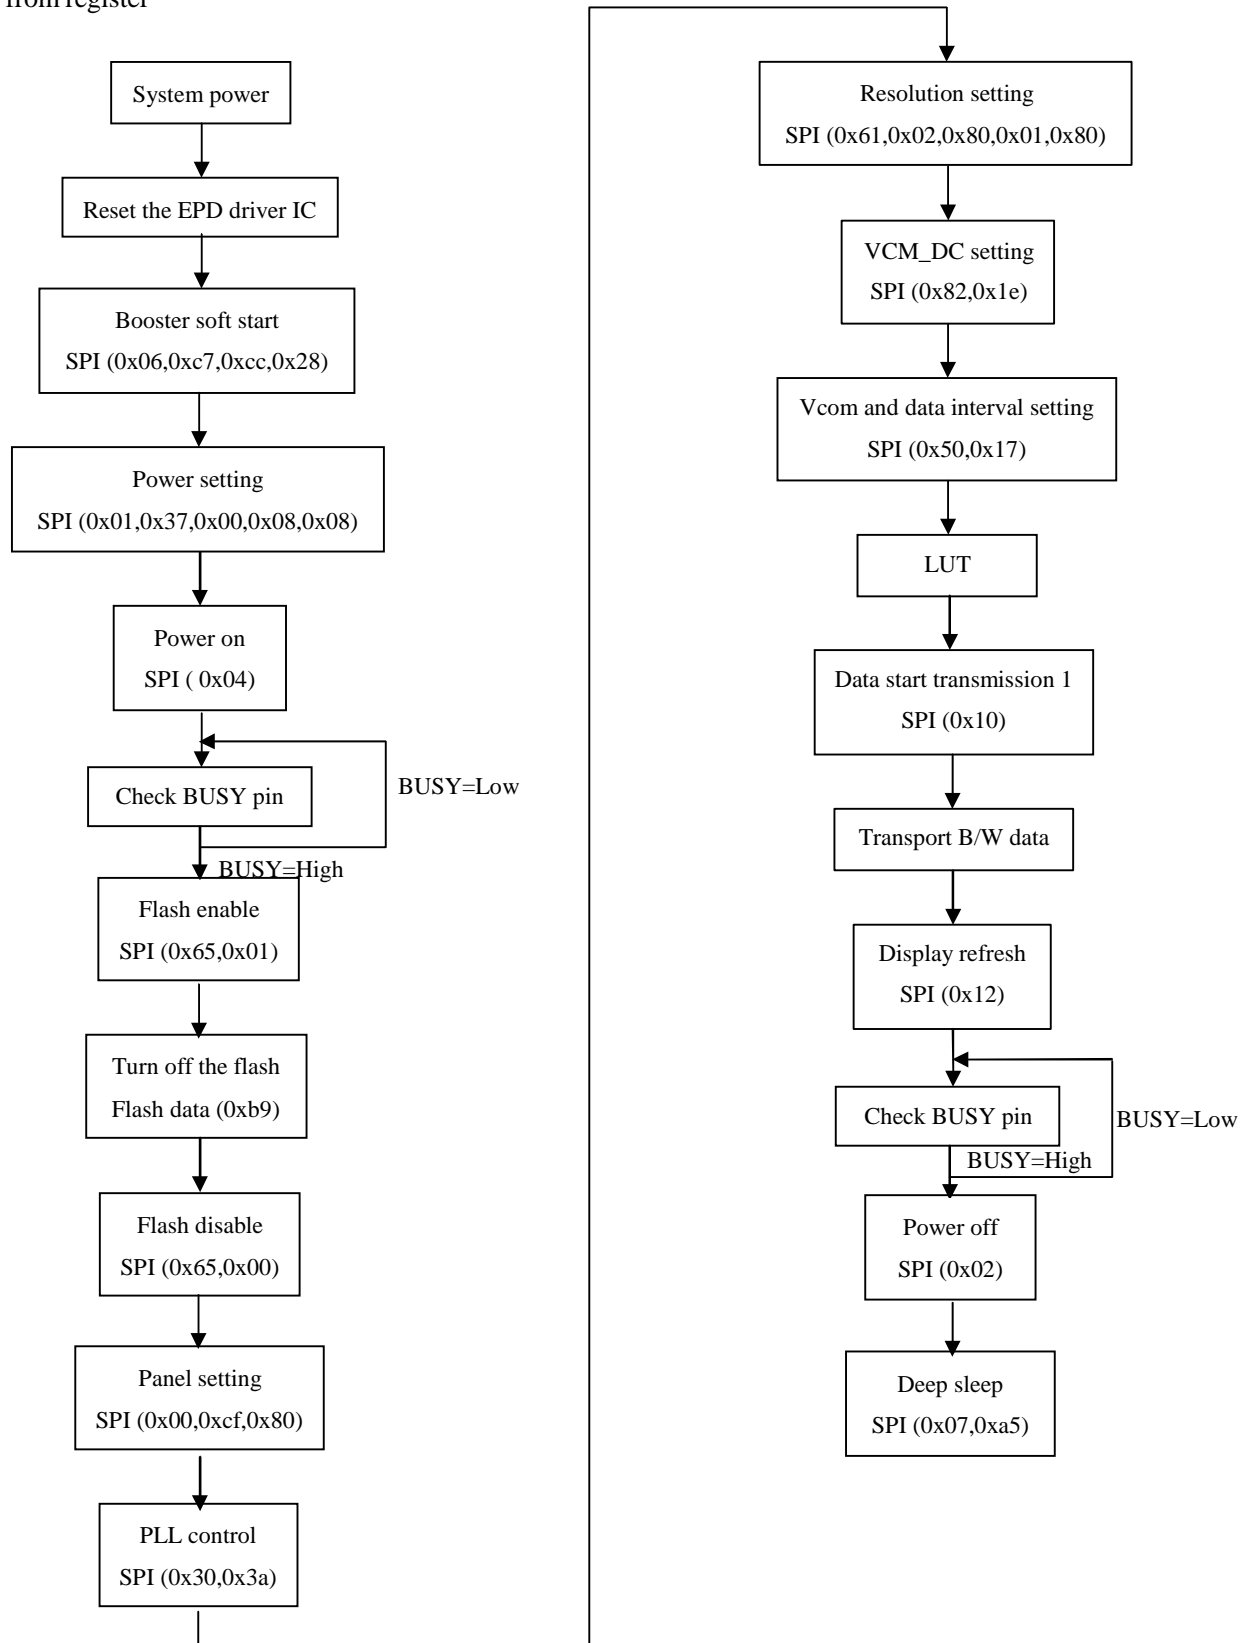 from register
System power
Reset the EPD driver IC
Booster soft start
SPI (0x06,0xc7,0xcc,0x28)
Power setting
SPI (0x01,0x37,0x00,0x08,0x08)
Power on
SPI ( 0x04)
Check BUSY pin
BUSY=Low
BUSY=High
Flash enable
SPI (0x65,0x01)
Turn off the flash
Flash data (0xb9)
Flash disable
SPI (0x65,0x00)
Panel setting
SPI (0x00,0xcf,0x80)
PLL control
SPI (0x30,0x3a)
Resolution setting
SPI (0x61,0x02,0x80,0x01,0x80)
VCM_DC setting
SPI (0x82,0x1e)
Vcom and data interval setting
SPI (0x50,0x17)
LUT
Data start transmission 1
SPI (0x10)
Transport B/W data
Display refresh
SPI (0x12)
Check BUSY pin
BUSY=Low
BUSY=High
Power off
SPI (0x02)
Deep sleep
SPI (0x07,0xa5)